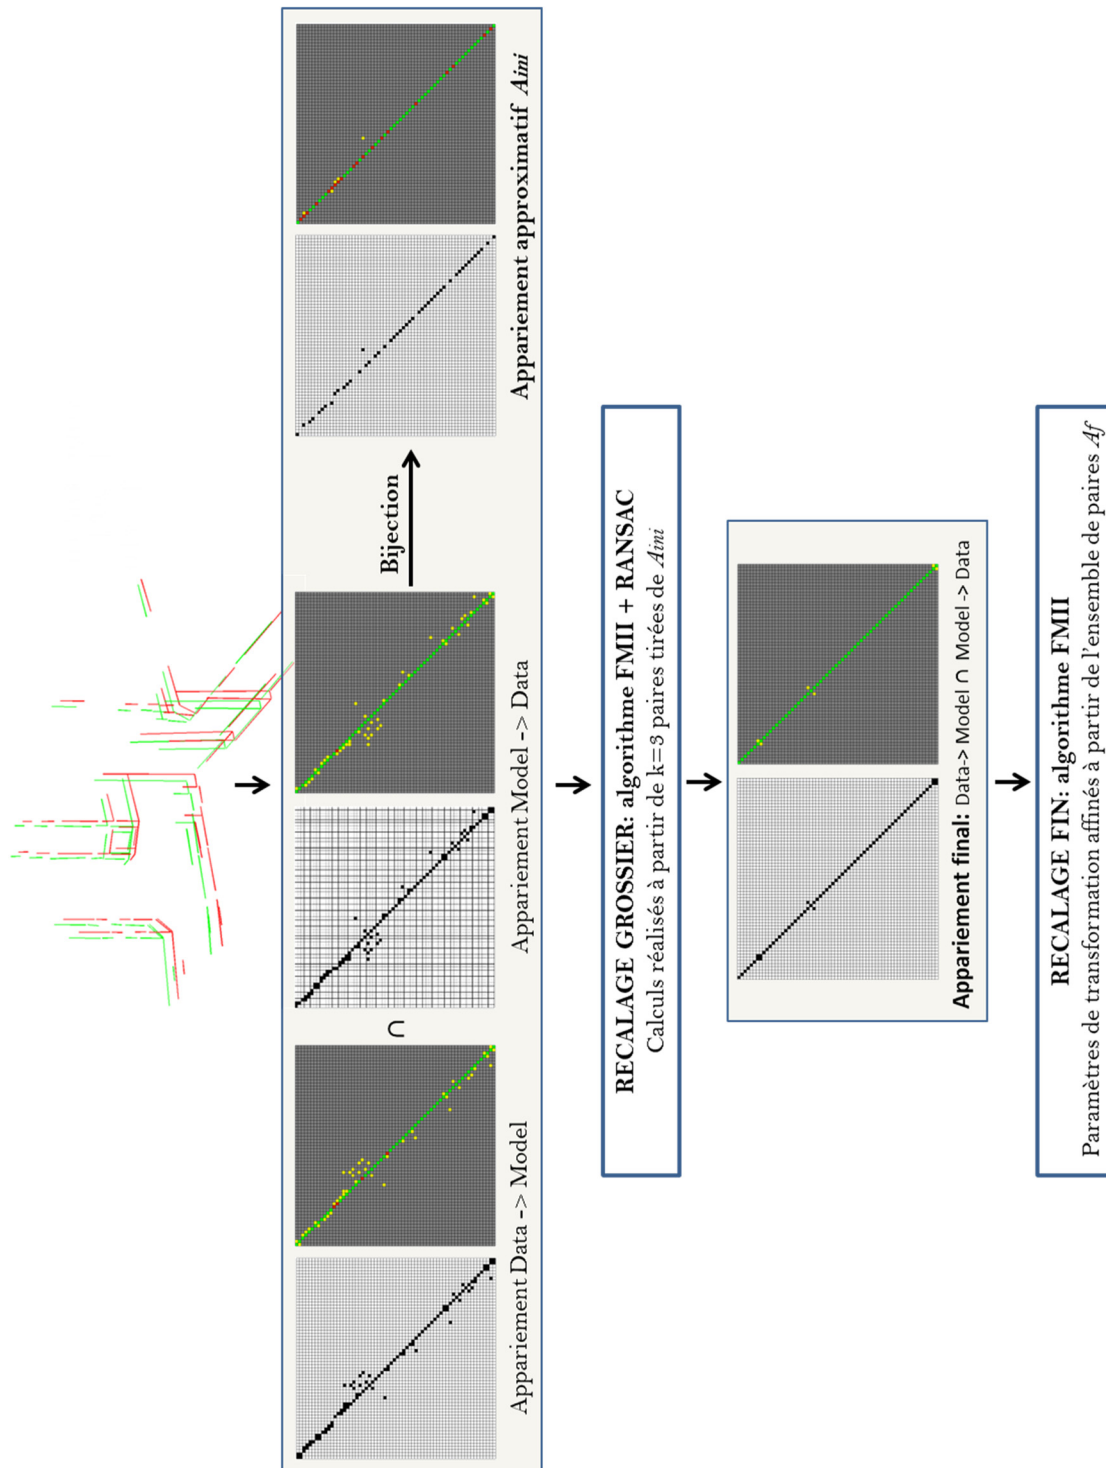 Appariement Data -> Model
∩
Appariement Model -> Data
Bijection
Appariement approximatif Aini
RECALAGE GROSSIER: algorithme FMII + RANSAC
Calculs réalisés à partir de k=3 paires tirées de Aini
Appariement final: Data-> Model ∩ Model -> Data
RECALAGE FIN: algorithme FMII
Paramètres de transformation affinés à partir de l'ensemble de paires Af